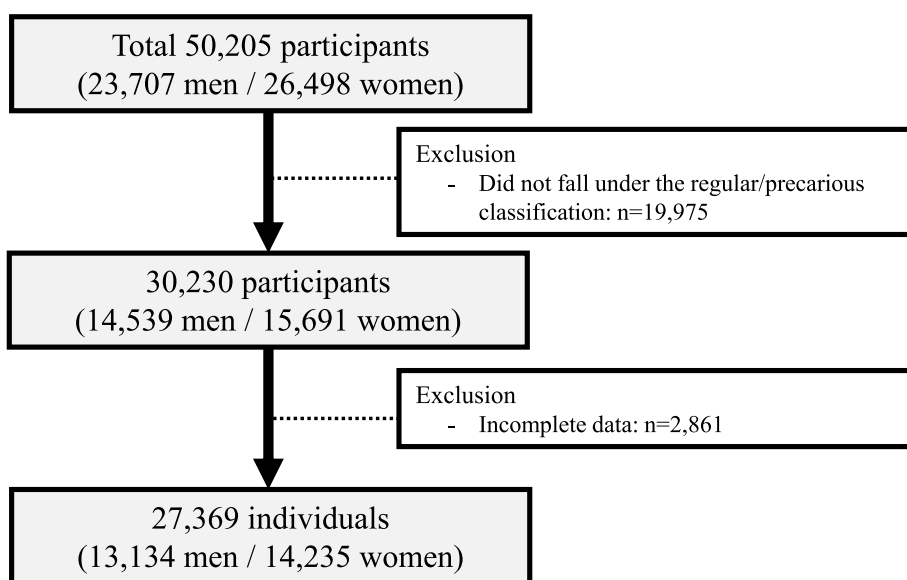 Total 50,205 participants
(23,707 men / 26,498 women)
Exclusion
- Did not fall under the regular/precarious
classification: n=19,975
30,230 participants
(14,539 men / 15,691 women)
Exclusion
- Incomplete data: n=2,861
27,369 individuals
(13,134 men / 14,235 women)